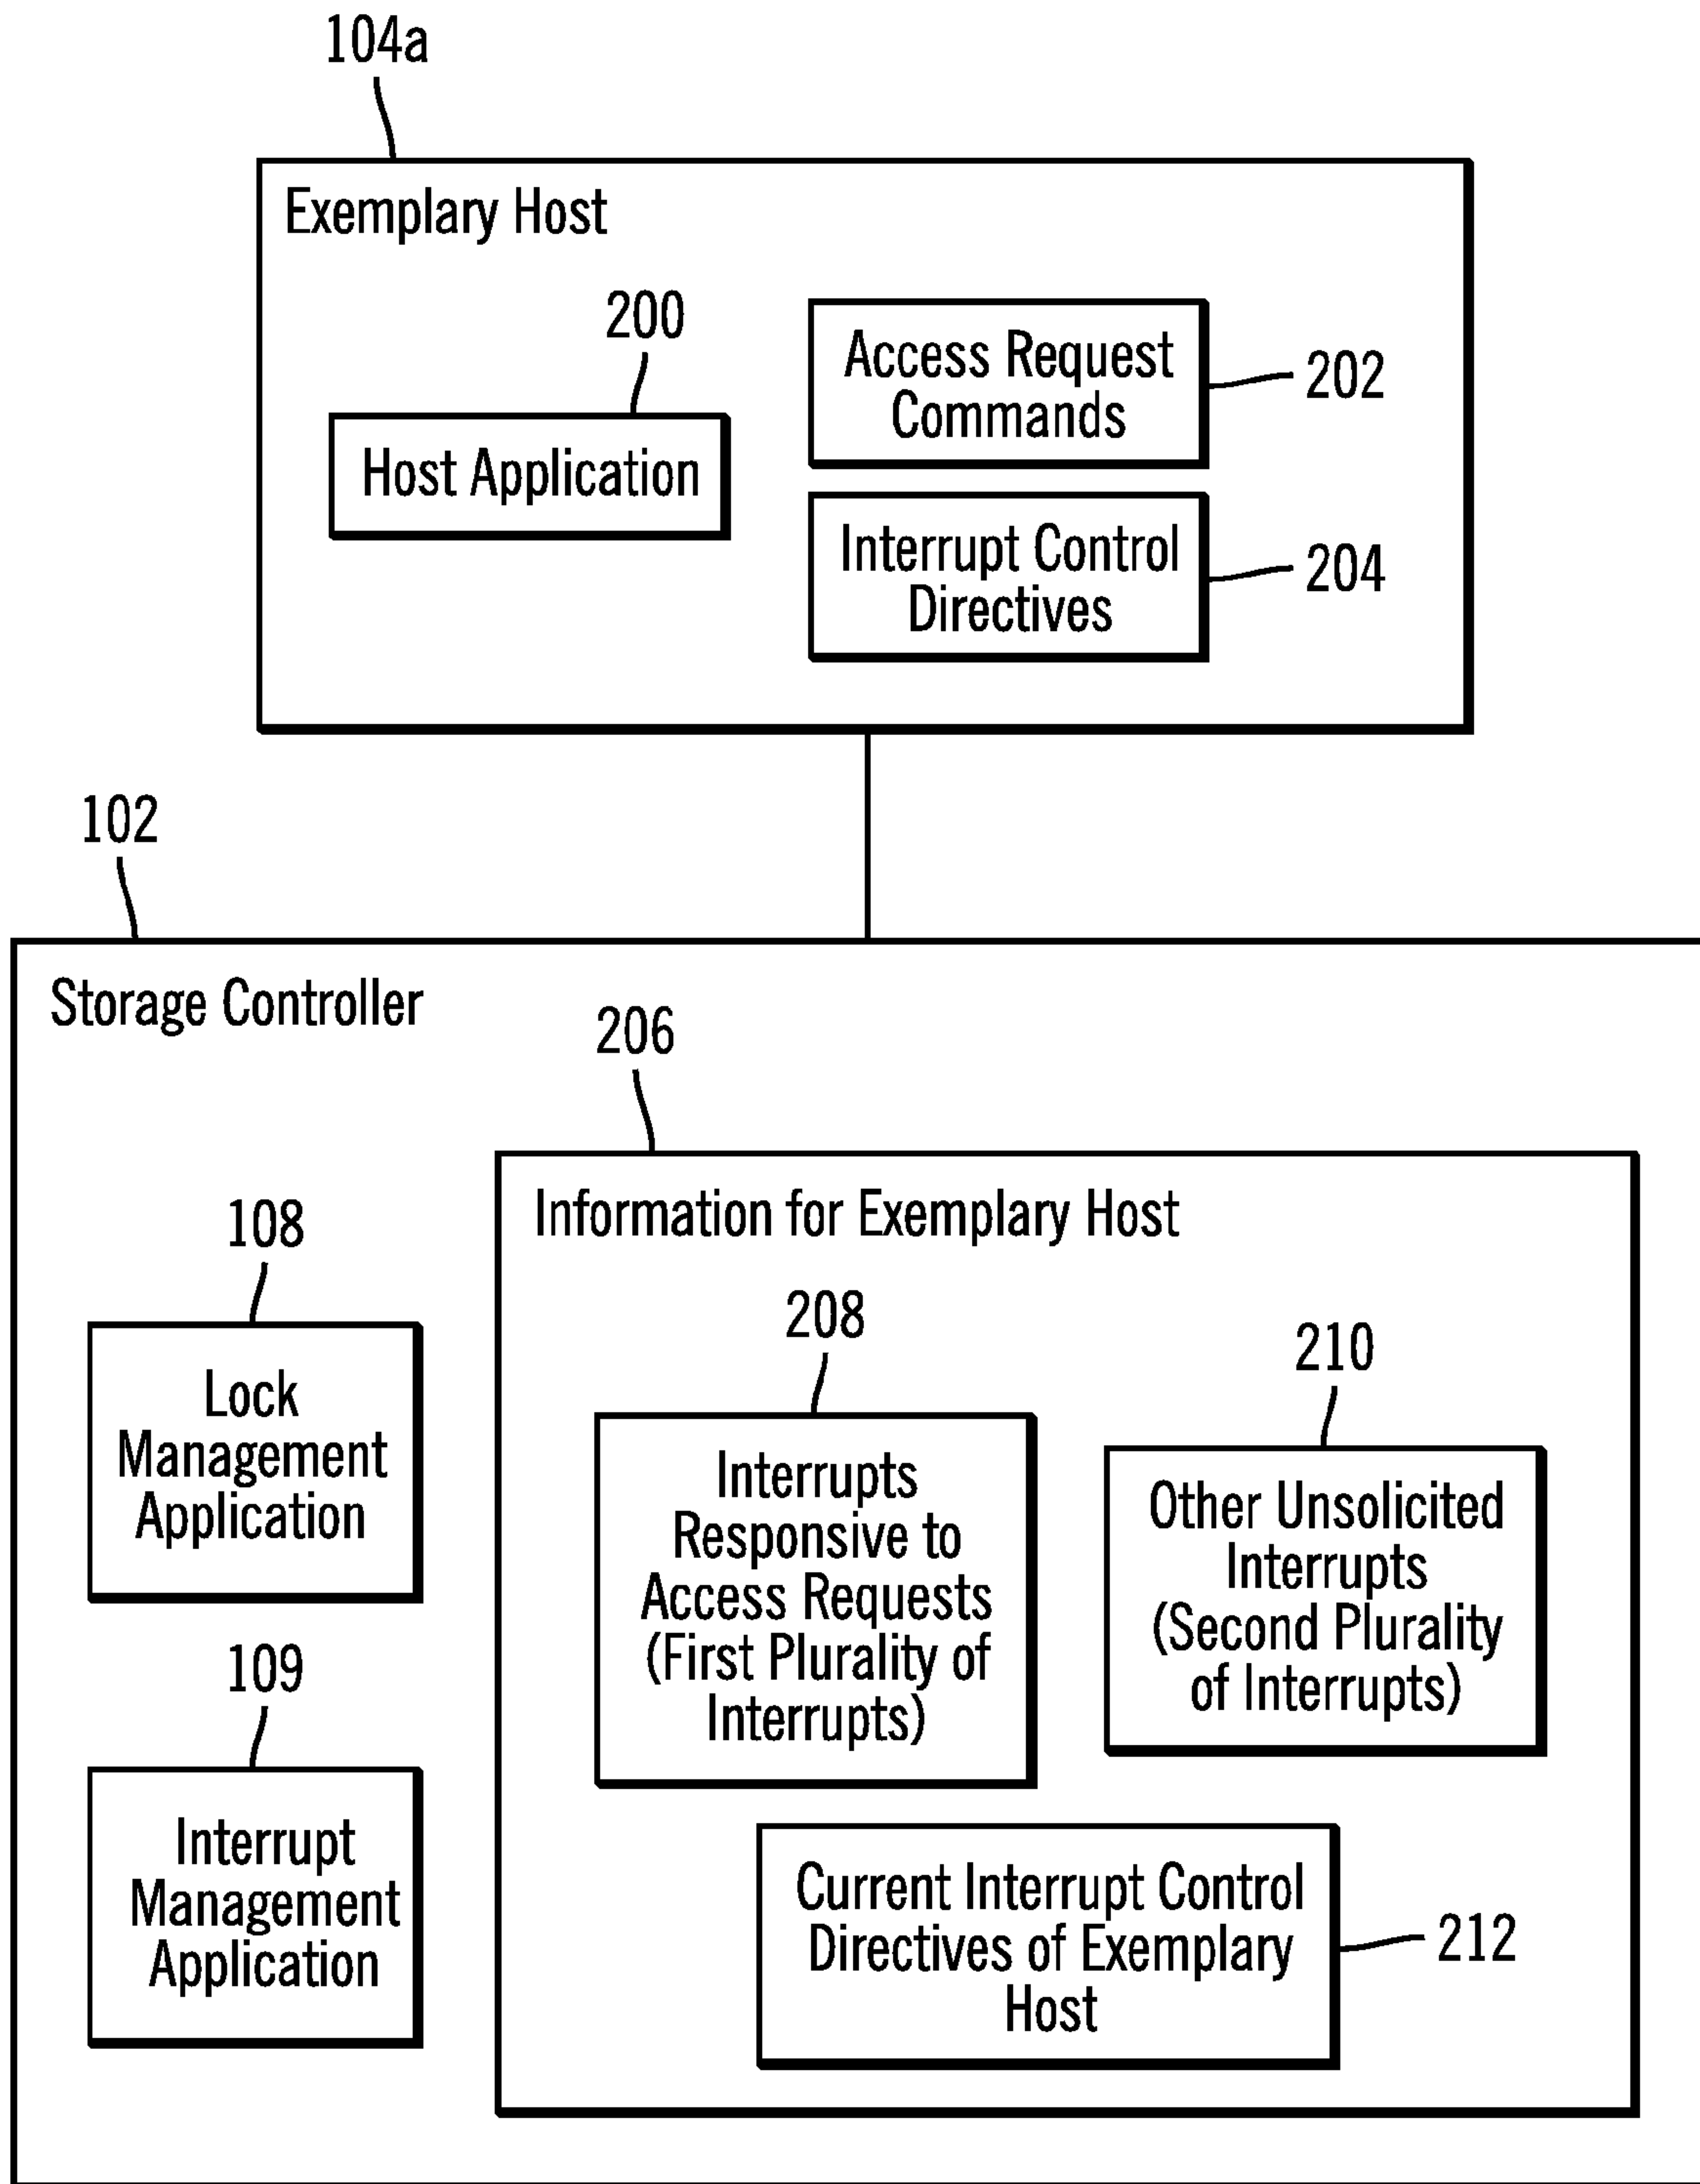 104a
Exemplary Host
200
Host Application
Access Request
Commands
202
Interrupt Control
Directives
204
102
Storage Controller
206
Information for Exemplary Host
108
Lock
Management
Application
109
Interrupt
Management
Application
208
Interrupts
Responsive to
Access Requests
(First Plurality of
Interrupts)
210
Other Unsolicited
Interrupts
(Second Plurality
of Interrupts)
Current Interrupt Control
Directives of Exemplary
Host
212